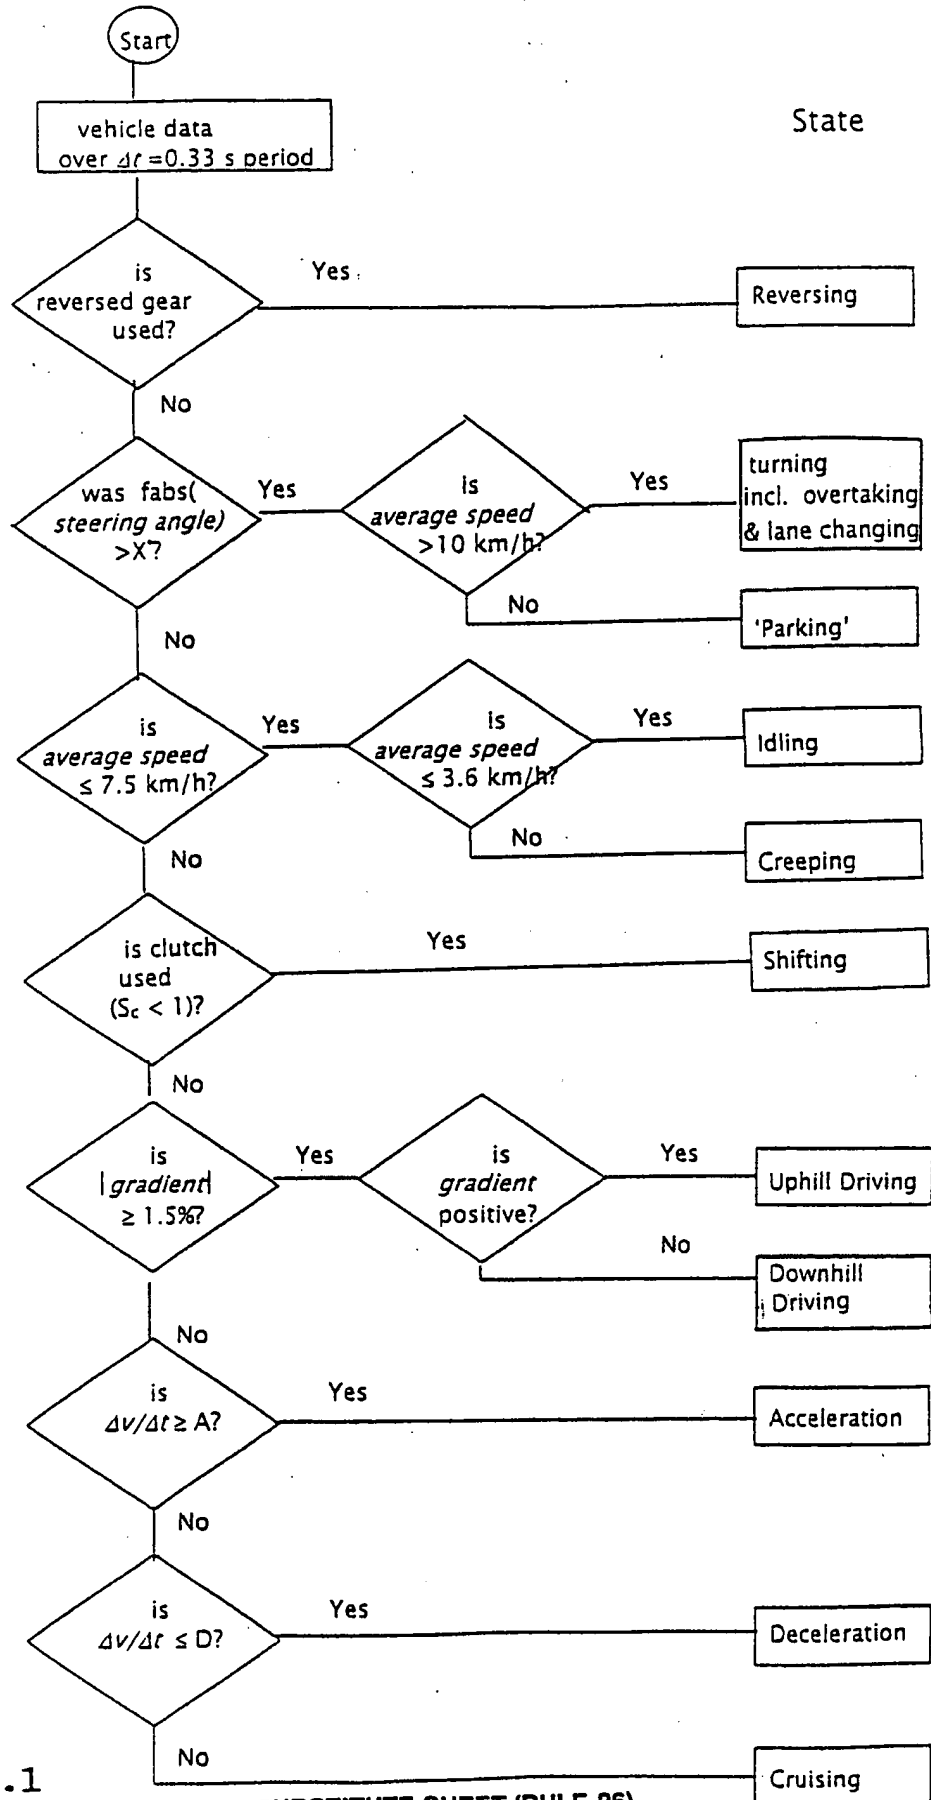 Start
vehicle data
over Δt =0.33 s period
State
is
reversed gear
used?
Yes
Reversing
No
was fabs(
steering angle)
>X?
Yes
is
average speed
>10 km/h?
Yes
turning
incl. overtaking
& lane changing
No
'Parking'
No
is
average speed
≤ 7.5 km/h?
Yes
is
average speed
≤ 3.6 km/h?
Yes
Idling
No
Creeping
No
is clutch
used
(Sc < 1)?
Yes
Shifting
No
is
|gradient|
≥ 1.5%?
Yes
is
gradient
positive?
Yes
Uphill Driving
No
Downhill
Driving
No
is
Δv/Δt ≥ A?
Yes
Acceleration
No
is
Δv/Δt ≤ D?
Yes
Deceleration
No
Cruising
.1